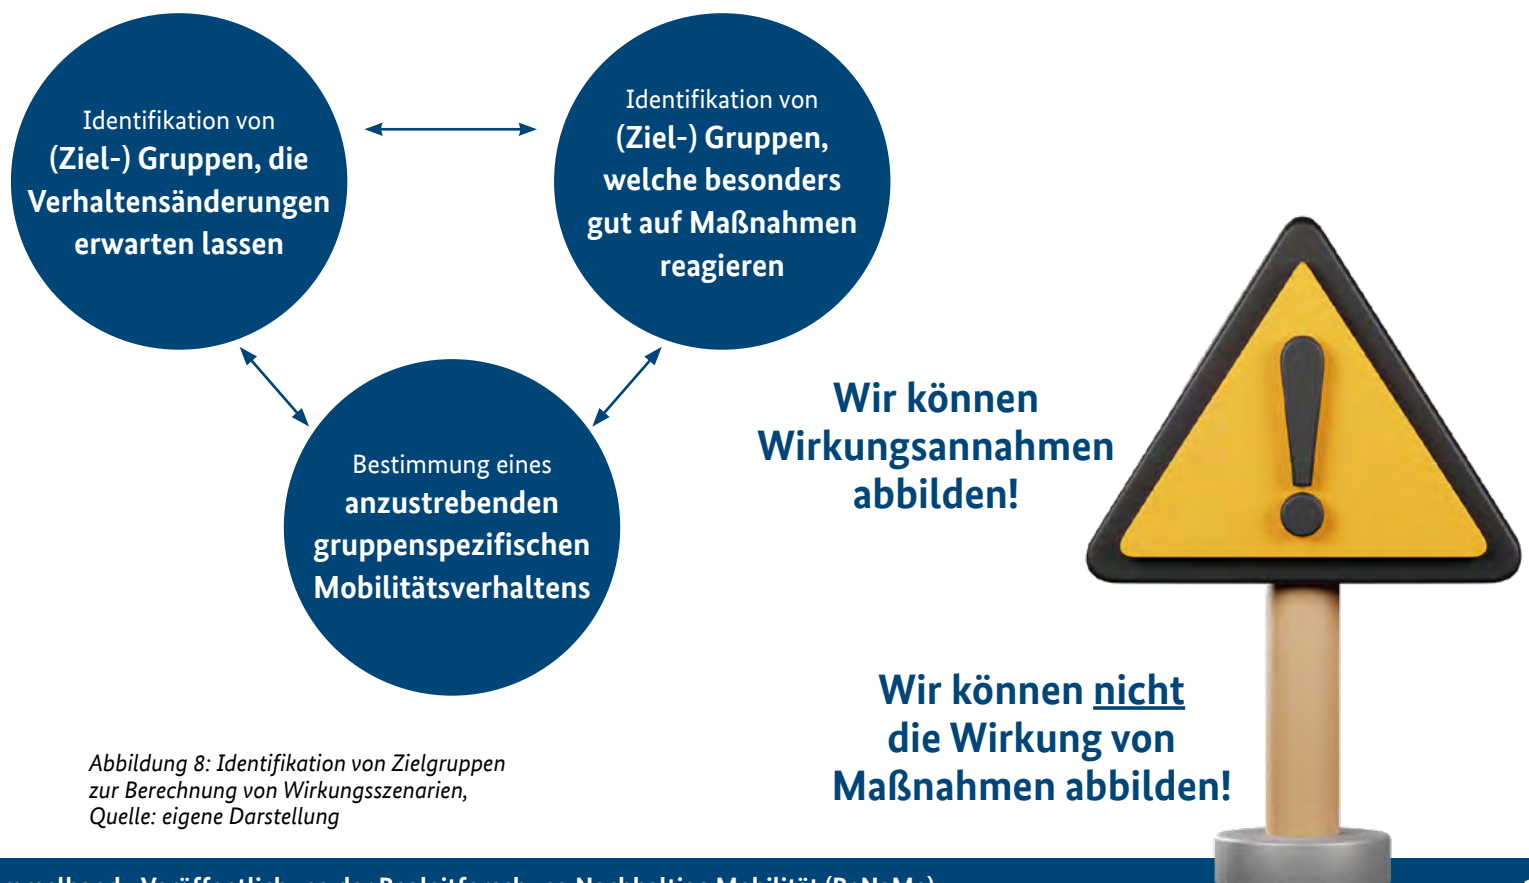 Identifikation von
(Ziel-) Gruppen, die
Verhaltensänderungen
erwarten lassen
Identifikation von
(Ziel-) Gruppen,
welche besonders
gut auf Maßnahmen
reagieren
Bestimmung eines
anzustrebenden
gruppenspezifischen
Mobilitätsverhaltens
Wir können
Wirkungsannahmen
abbilden!
Wir können nicht
die Wirkung von
Maßnahmen abbilden!
Abbildung 8: Identifikation von Zielgruppen
zur Berechnung von Wirkungsszenarien,
Quelle: eigene Darstellung